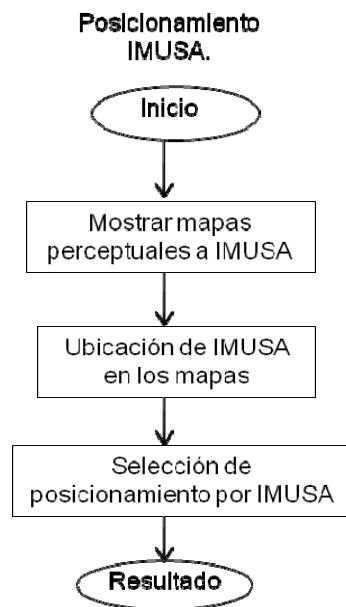 Posicionamiento
IMUSA.
Inicio
Mostrar mapas
perceptuales a IMUSA
Ubicación de IMUSA
en los mapas
Selección de
posicionamiento por IMUSA
Resultado